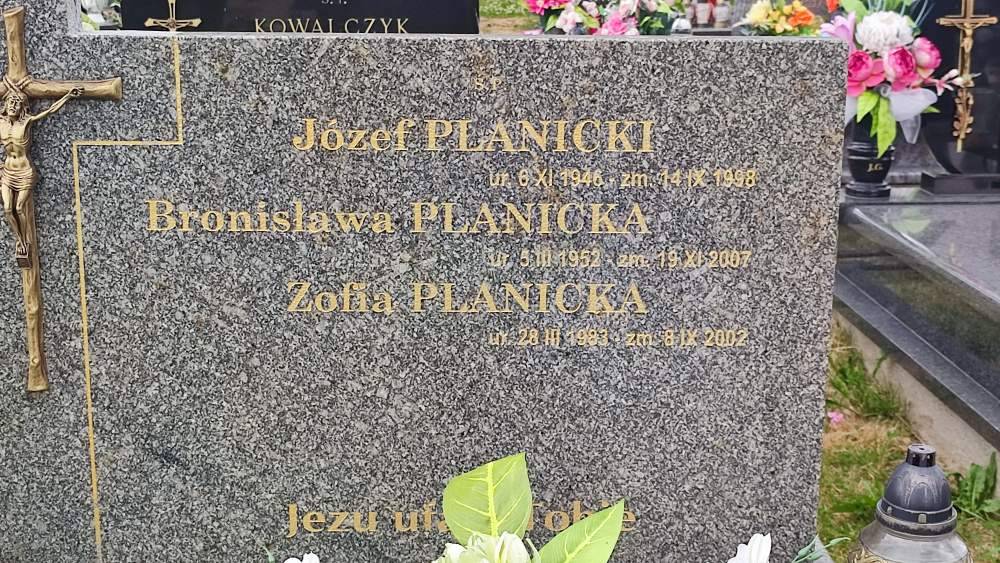 Ś.P.
KOWALCZYK
Ś P
Józef PLANICKI
ur. 6 XI 1946 - zm. 14 IX 1998
Bronisława PLANICKA
ur. 5 III 1952 - zm. 19 XI 2007
Zofia PLANICKA
ur. 28 III 1983 - zm. 8 IX 2002
Jezu Tobie
J.G.